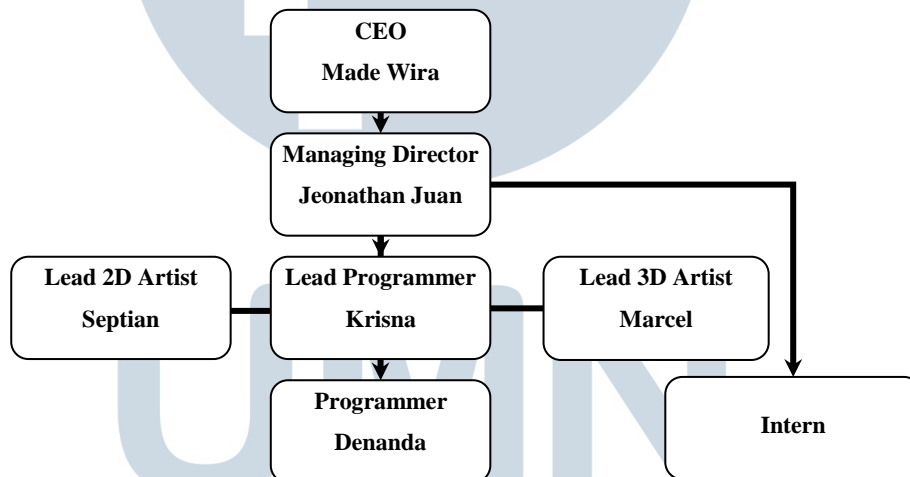 CEO
Made Wira
Managing Director
Jeonathan Juan
Lead 2D Artist
Septian
Lead Programmer
Krisna
Lead 3D Artist
Marcel
Programmer
Denanda
Intern
UMN